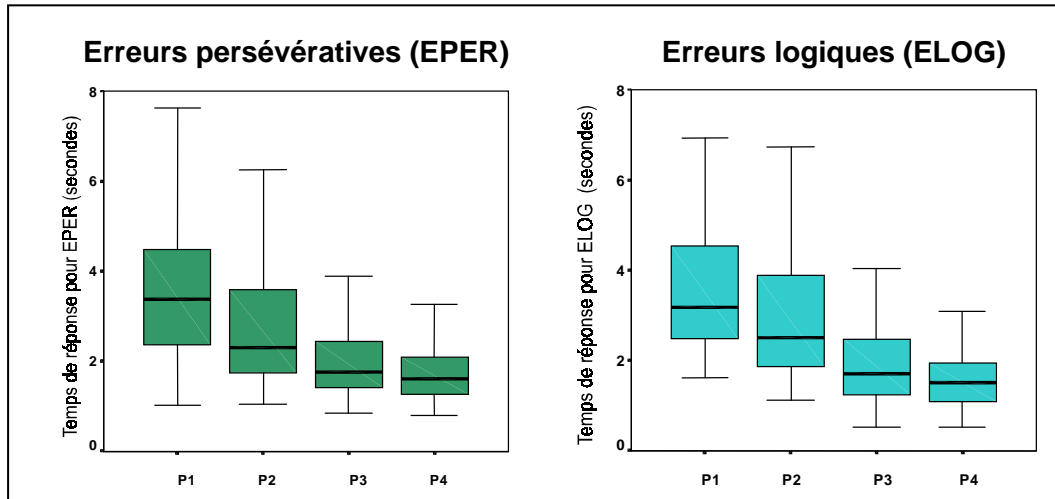 Erreurs persévératives (EPER)
Temps de réponse pour EPER (secondes)
8
6
4
2
0
P1 P2 P3 P4
Erreurs logiques (ELOG)
Temps de réponse pour ELOG (secondes)
8
6
4
2
0
P1 P2 P3 P4